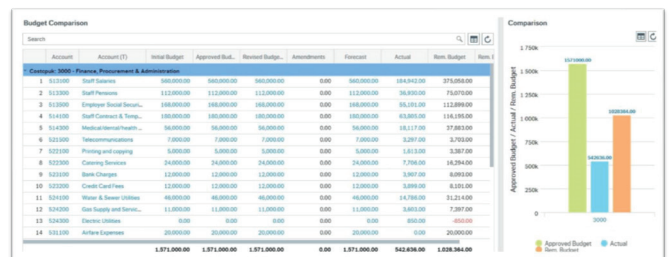 Budget Comparison
Search
Account Account (T) Initial Budget Approved Bud... Revised Budge... Amendments Forecast Actual Rem. Budget Rem. E
Costopuk: 3000 - Finance, Procurement & Administration
1 513100 Staff Salaries 560,000.00 560,000.00 560,000.00 0.00 560,000.00 184,942.00 375,058.00
2 513300 Staff Pensions 112,000.00 112,000.00 112,000.00 0.00 112,000.00 36,930.00 75,070.00
3 513500 Employer Social Securi... 168,000.00 168,000.00 168,000.00 0.00 168,000.00 55,101.00 112,899.00
4 514100 Staff Contract & Temp... 180,000.00 180,000.00 180,000.00 0.00 180,000.00 63,805.00 116,195.00
5 514300 Medical/dental/health ... 56,000.00 56,000.00 56,000.00 0.00 56,000.00 18,117.00 37,883.00
6 521500 Telecommunications 7,000.00 7,000.00 7,000.00 0.00 7,000.00 3,297.00 3,703.00
7 522100 Printing and copying 5,000.00 5,000.00 5,000.00 0.00 5,000.00 1,613.00 3,387.00
8 522300 Catering Services 24,000.00 24,000.00 24,000.00 0.00 24,000.00 7,706.00 16,294.00
9 523100 Bank Charges 12,000.00 12,000.00 12,000.00 0.00 12,000.00 3,907.00 8,093.00
10 523200 Credit Card Fees 12,000.00 12,000.00 12,000.00 0.00 12,000.00 3,899.00 8,101.00
11 524100 Water & Sewer Utilities 46,000.00 46,000.00 46,000.00 0.00 46,000.00 14,786.00 31,214.00
12 524200 Gas Supply and Servic... 11,000.00 11,000.00 11,000.00 0.00 11,000.00 3,603.00 7,397.00
13 524300 Electric Utilities 0.00 0.00 0.00 0.00 0.00 850.00 -850.00
14 531100 Airfare Expenses 20,000.00 20,000.00 20,000.00 0.00 20,000.00 0.00 20,000.00
1,571,000.00 1,571,000.00 1,571,000.00 0.00 1,571,000.00 542,636.00 1,028,364.00
Comparison
Approved Budget / Actual / Rem. Budget
1 750k
1 500k
1 250k
1000k
750k
500k
250k
0
1571000.00
542636.00
1028364.00
3000
Approved Budget Actual
Rem. Budget